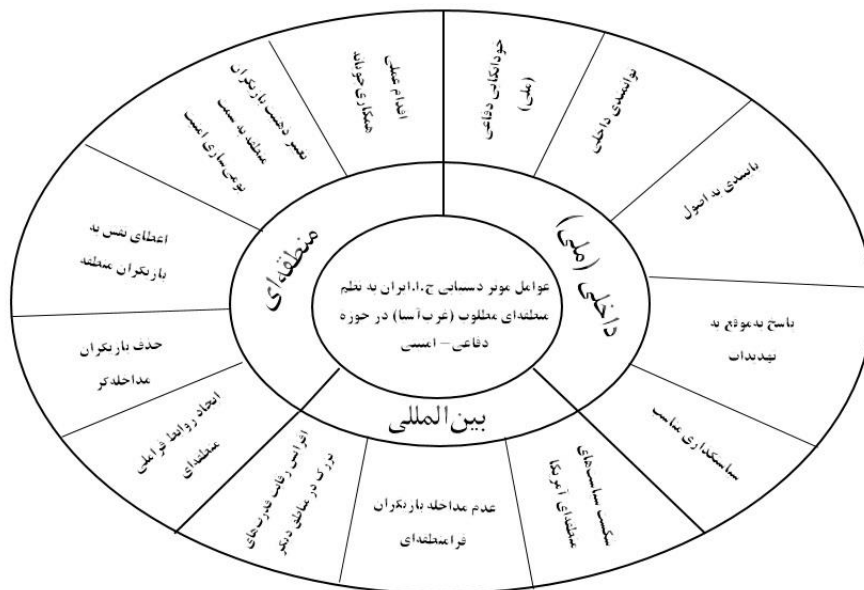 عوامل موثر دستیابی ج.ا.ایران به نظم
منطقه‌ای مطلوب (غرب آسیا) در حوزه
دفاعی – امنیتی
داخلی (ملی)
خوداتکایی دفاعی
(ملی)
توانمندی داخلی
پایبندی به اصول
پاسخ به‌موقع به
تهدیدات
سیاستگذاری مناسب
بین‌المللی
شکست سیاست‌های
منطقه‌ای آمریکا
عدم مداخله بازیگران
فرامنطقه‌ای
افزایش رقابت قدرت‌های
بزرگ در مناطق دیگر
منطقه‌ای
ایجاد روابط فراملی
منطقه‌ای
حذف بازیگران
مداخله‌گر
اعطای نقش به
بازیگران منطقه
تغییر ذهنیت بازیگران
منطقه به سمت
بومی‌سازی امنیت
اقدام عملی
همکاری جویانه